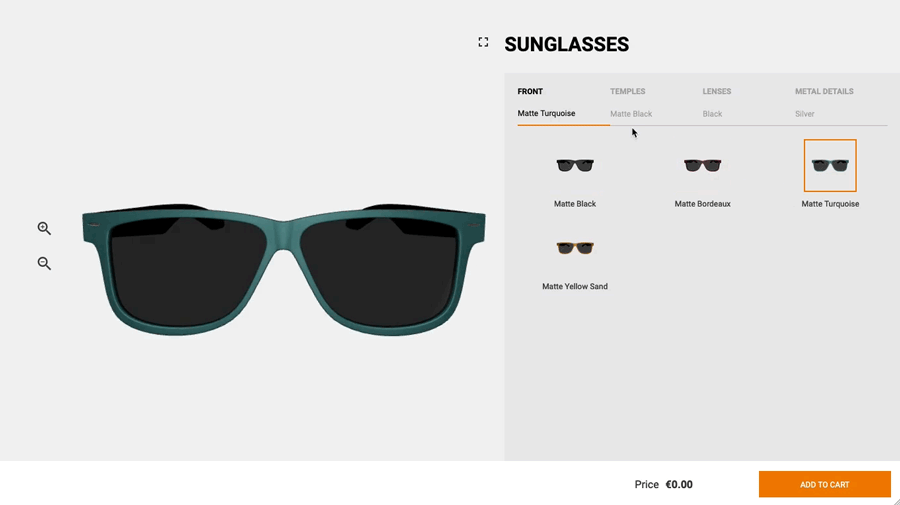 SUNGLASSES
FRONT TEMPLES LENSES METAL DETAILS
Matte Turquoise Matte Black Black Silver
Matte Black Matte Bordeaux Matte Turquoise
Matte Yellow Sand
Price €0.00 ADD TO CART